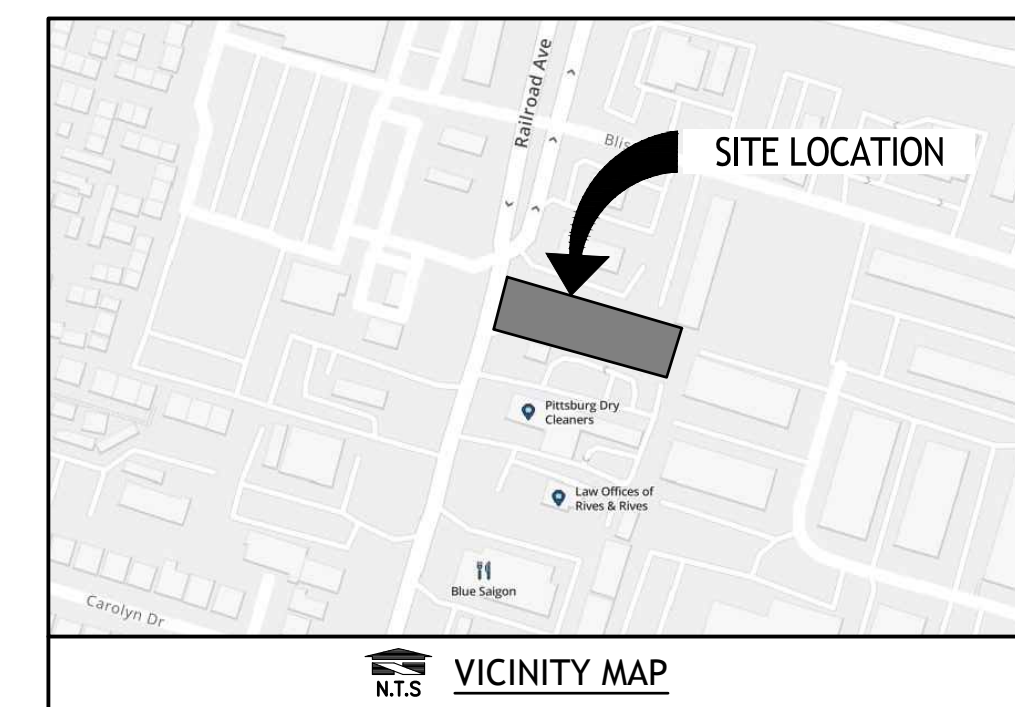 Railroad Ave
SITE LOCATION
Pittsburg Dry
Cleaners
Law Offices of
Rives & Rives
Blue Saigon
Carolyn Dr
N.T.S
VICINITY MAP